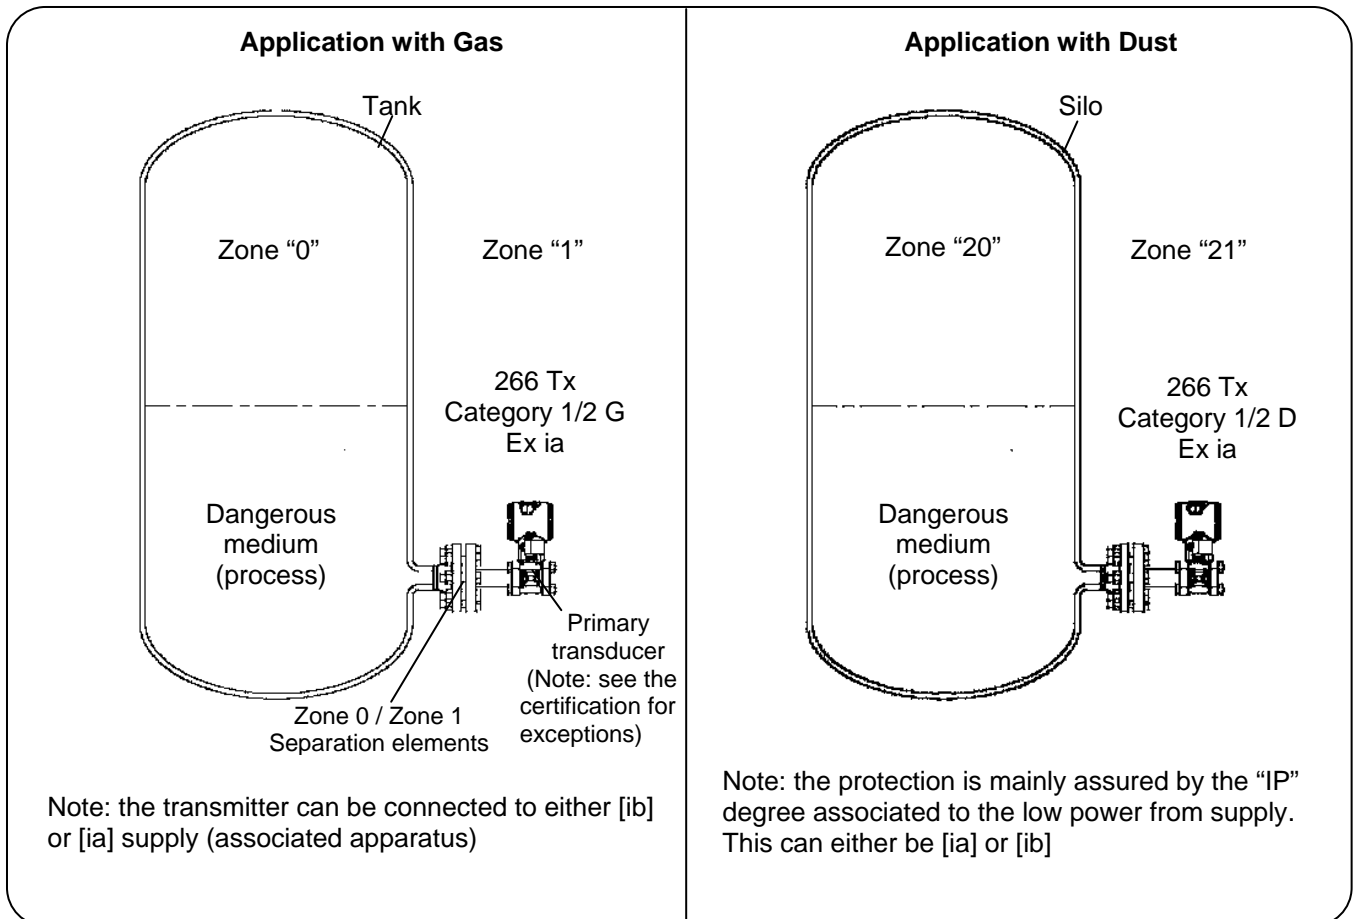 Application with Gas
Tank
Zone “0”
Zone “1”
266 Tx
Category 1/2 G
Ex ia
Dangerous
medium
(process)
Primary
transducer
(Note: see the
certification for
exceptions)
Zone 0 / Zone 1
Separation elements
Note: the transmitter can be connected to either [ib]
or [ia] supply (associated apparatus)
Application with Dust
Silo
Zone “20”
Zone “21”
266 Tx
Category 1/2 D
Ex ia
Dangerous
medium
(process)
Note: the protection is mainly assured by the “IP”
degree associated to the low power from supply.
This can either be [ia] or [ib]